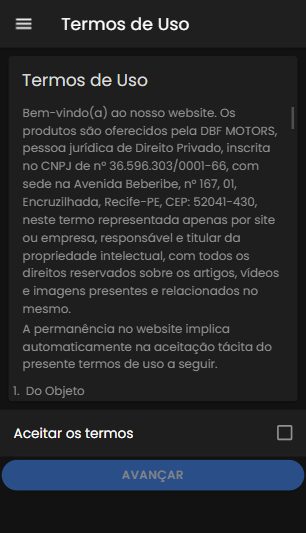 Termos de Uso
Termos de Uso
Bem-vindo(a) ao nosso website. Os
produtos são oferecidos pela DBF MOTORS,
pessoa jurídica de Direito Privado, inscrita
no CNPJ de nº 36.596.303/0001-66, com
sede na Avenida Beberibe, nº 167, 01,
Encruzilhada, Recife-PE, CEP: 52041-430,
neste termo representada apenas por site
ou empresa, responsável e titular da
propriedade intelectual, com todos os
direitos reservados sobre os artigos, vídeos
e imagens presentes e relacionados no
mesmo.
A permanência no website implica
automaticamente na aceitação tácita do
presente termos de uso a seguir.
1. Do Objeto
Aceitar os termos
AVANÇAR